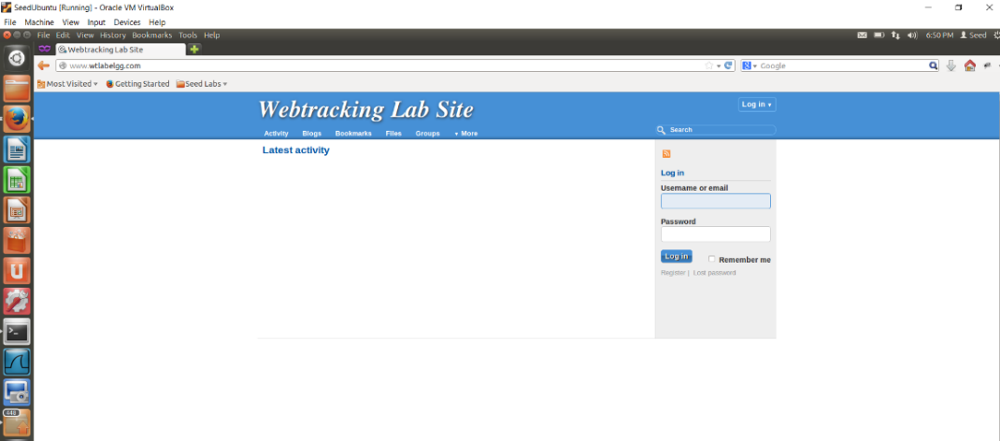 SeedUbuntu [Running] - Oracle VM VirtualBox
File Machine View Input Devices Help
File Edit View History Bookmarks Tools Help
6:50 PM Seed
Webtracking Lab Site
www.wtlabelgg.com
Google
Most Visited
Getting Started
Seed Labs
Webtracking Lab Site
Log in
Activity Blogs Bookmarks Files Groups More
Search
Latest activity
Log in
Username or email
Password
Log in
Remember me
Register | Lost password